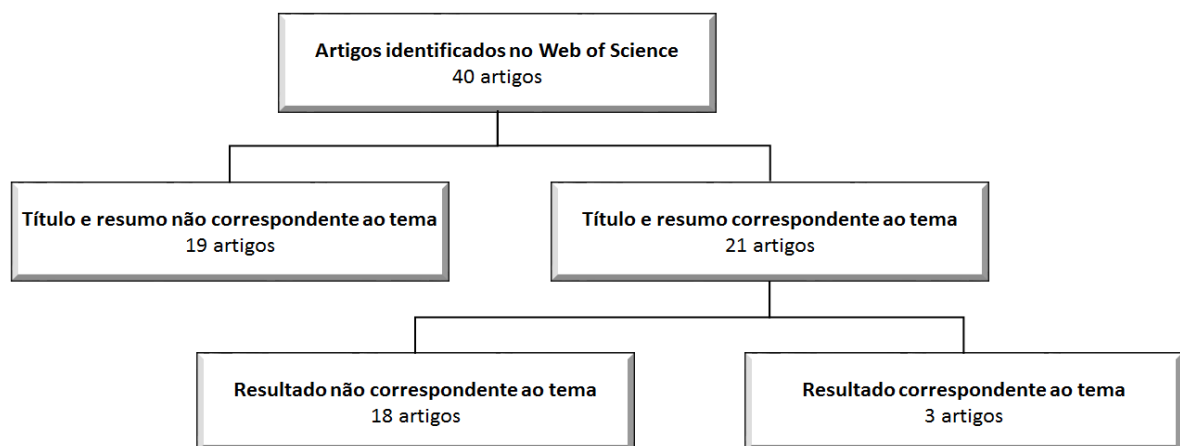 Artigos identificados no Web of Science
40 artigos
Título e resumo não correspondente ao tema
19 artigos
Título e resumo correspondente ao tema
21 artigos
Resultado não correspondente ao tema
18 artigos
Resultado correspondente ao tema
3 artigos